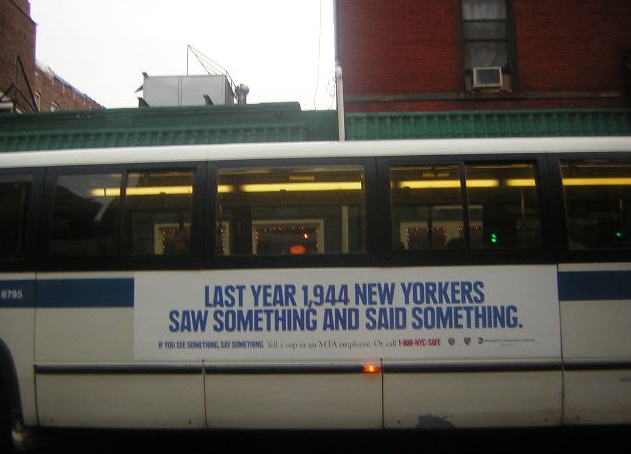 8795
LAST YEAR 1,944 NEW YORKERS
SAW SOMETHING AND SAID SOMETHING.
IF YOU SEE SOMETHING, SAY SOMETHING. Tell a cop or an MTA employee. Or call 1-888-NYC-SAFE